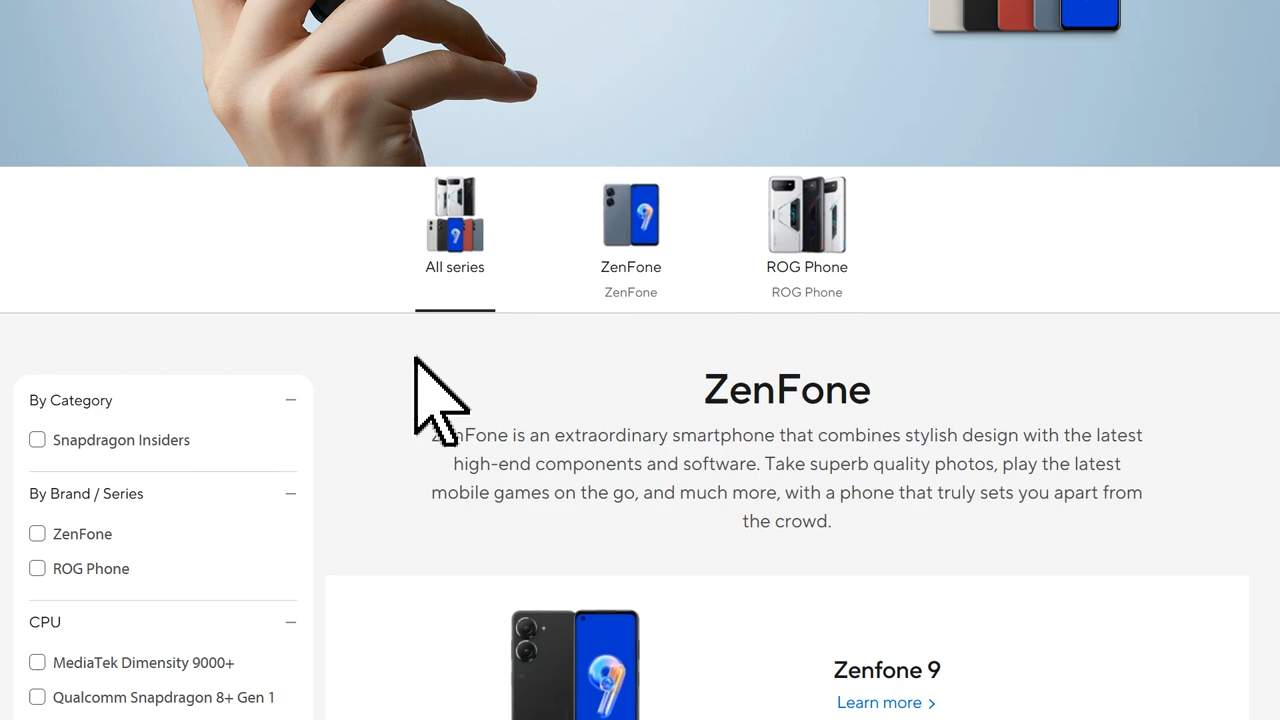 All series
ZenFone
ROG Phone
ZenFone
ROG Phone
By Category
Snapdragon Insiders
By Brand / Series
ZenFone
ROG Phone
CPU
MediaTek Dimensity 9000+
Qualcomm Snapdragon 8+ Gen 1
ZenFone
ZenFone is an extraordinary smartphone that combines stylish design with the latest
high-end components and software. Take superb quality photos, play the latest
mobile games on the go, and much more, with a phone that truly sets you apart from
the crowd.
Zenfone 9
Learn more